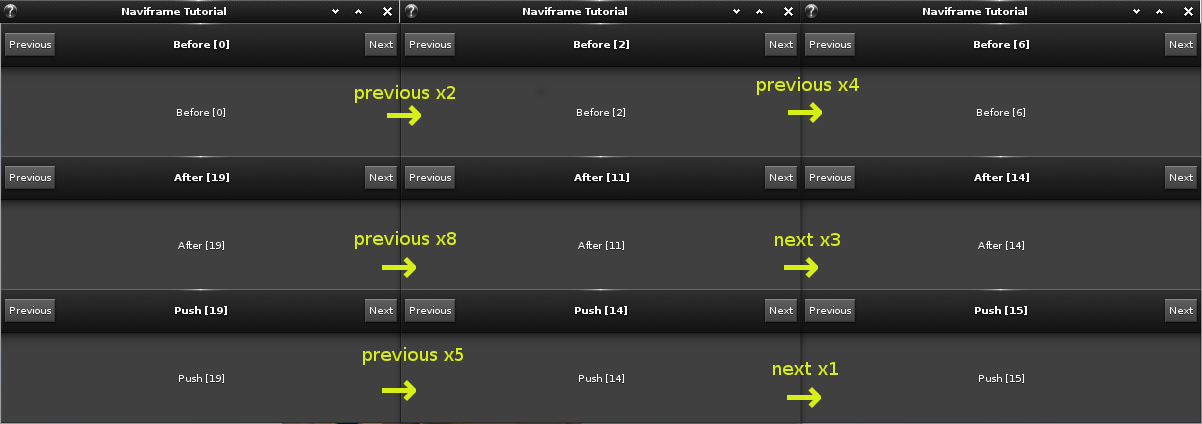 Naviframe Tutorial Naviframe Tutorial Naviframe Tutorial
Previous Before [0] Next Previous Before [2] Next Previous Before [6] Next
previous x2 previous x4
Before [0] Before [2] Before [6]
Previous After [19] Next Previous After [11] Next Previous After [14] Next
previous x8 next x3
After [19] After [11] After [14]
Previous Push [19] Next Previous Push [14] Next Previous Push [15] Next
previous x5 next x1
Push [19] Push [14] Push [15]